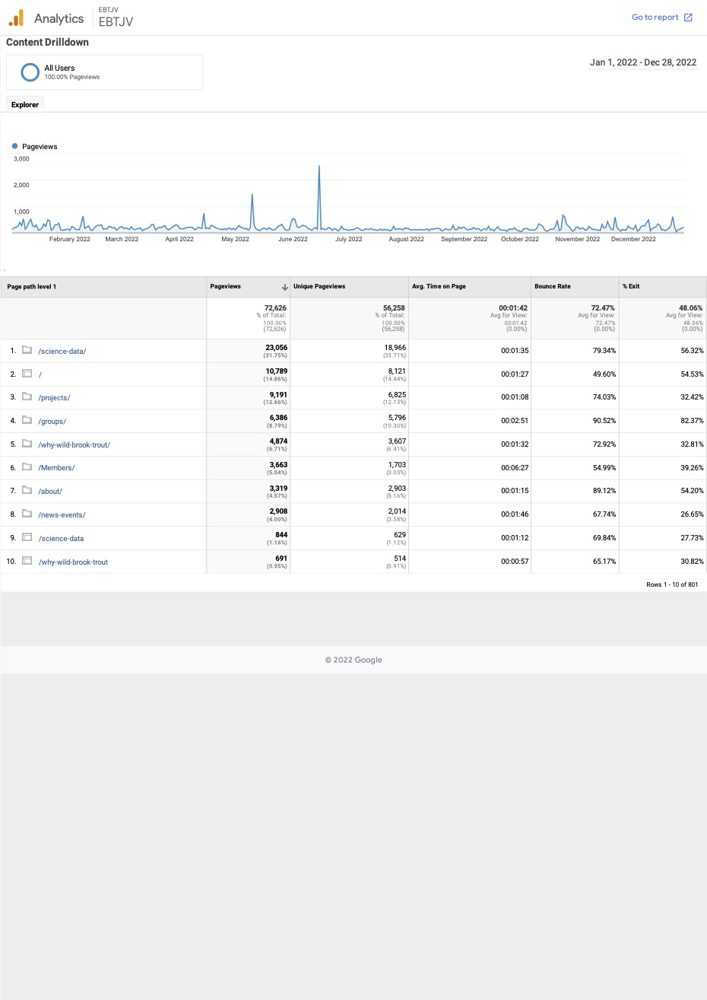 Analytics
EBTJV
EBTJV
Go to report
Content Drilldown
All Users
100.00% Pageviews
Jan 1, 2022 - Dec 28, 2022
Explorer
Pageviews
3,000
2,000
1,000
February 2022 March 2022 April 2022 May 2022 June 2022 July 2022 August 2022 September 2022 October 2022 November 2022 December 2022
Page path level 1 Pageviews Unique Pageviews Avg. Time on Page Bounce Rate % Exit
72,626 56,258 00:01:42 72.47% 48.06%
% of Total: % of Total: Avg for View: Avg for View: Avg for View:
100.00% 100.00% 00:01:42 72.47% 48.06%
(72,626) (56,258) (0.00%) (0.00%) (0.00%)
1. /science-data/ 23,056 18,966 00:01:35 79.34% 56.32%
(31.75%) (33.71%)
2. / 10,789 8,121 00:01:27 49.60% 54.53%
(14.86%) (14.44%)
3. /projects/ 9,191 6,825 00:01:08 74.03% 32.42%
(12.66%) (12.13%)
4. /groups/ 6,386 5,796 00:02:51 90.52% 82.37%
(8.79%) (10.30%)
5. /why-wild-brook-trout/ 4,874 3,607 00:01:32 72.92% 32.81%
(6.71%) (6.41%)
6. /Members/ 3,663 1,703 00:06:27 54.99% 39.26%
(5.04%) (3.03%)
7. /about/ 3,319 2,903 00:01:15 89.12% 54.20%
(4.57%) (5.16%)
8. /news-events/ 2,908 2,014 00:01:46 67.74% 26.65%
(4.00%) (3.58%)
9. /science-data 844 629 00:01:12 69.84% 27.73%
(1.16%) (1.12%)
10. /why-wild-brook-trout 691 514 00:00:57 65.17% 30.82%
(0.95%) (0.91%)
Rows 1 - 10 of 801
© 2022 Google